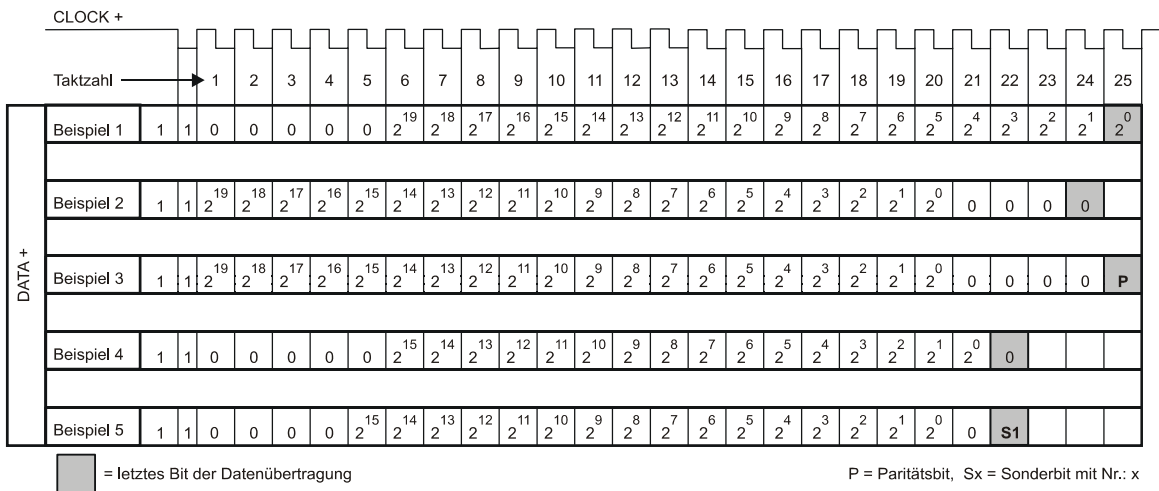 CLOCK +
Taktzahl 1 2 3 4 5 6 7 8 9 10 11 12 13 14 15 16 17 18 19 20 21 22 23 24 25
DATA +
Beispiel 1 1 1 0 0 0 0 0 2^19 2^18 2^17 2^16 2^15 2^14 2^13 2^12 2^11 2^10 2^9 2^8 2^7 2^6 2^5 2^4 2^3 2^2 2^1 2^0
Beispiel 2 1 1 2^19 2^18 2^17 2^16 2^15 2^14 2^13 2^12 2^11 2^10 2^9 2^8 2^7 2^6 2^5 2^4 2^3 2^2 2^1 2^0 0 0 0 0
Beispiel 3 1 1 2^19 2^18 2^17 2^16 2^15 2^14 2^13 2^12 2^11 2^10 2^9 2^8 2^7 2^6 2^5 2^4 2^3 2^2 2^1 2^0 0 0 0 0 P
Beispiel 4 1 1 0 0 0 0 0 2^15 2^14 2^13 2^12 2^11 2^10 2^9 2^8 2^7 2^6 2^5 2^4 2^3 2^2 2^1 2^0 0
Beispiel 5 1 1 0 0 0 0 2^15 2^14 2^13 2^12 2^11 2^10 2^9 2^8 2^7 2^6 2^5 2^4 2^3 2^2 2^1 2^0 0 S1
= letztes Bit der Datenübertragung
P = Paritätsbit, Sx = Sonderbit mit Nr.: x